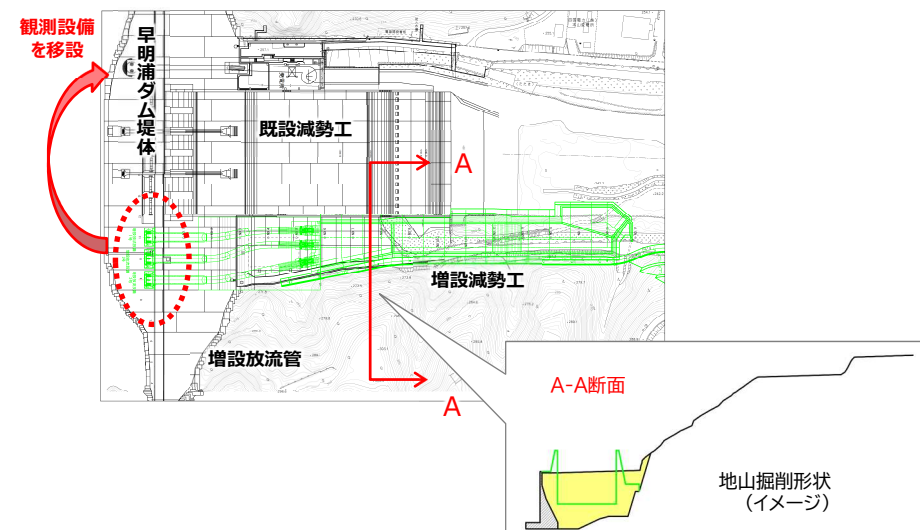 観測設備
を移設
早明浦ダム堤体
既設減勢工
A
増設減勢工
増設放流管
A
A-A断面
地山掘削形状
（イメージ）